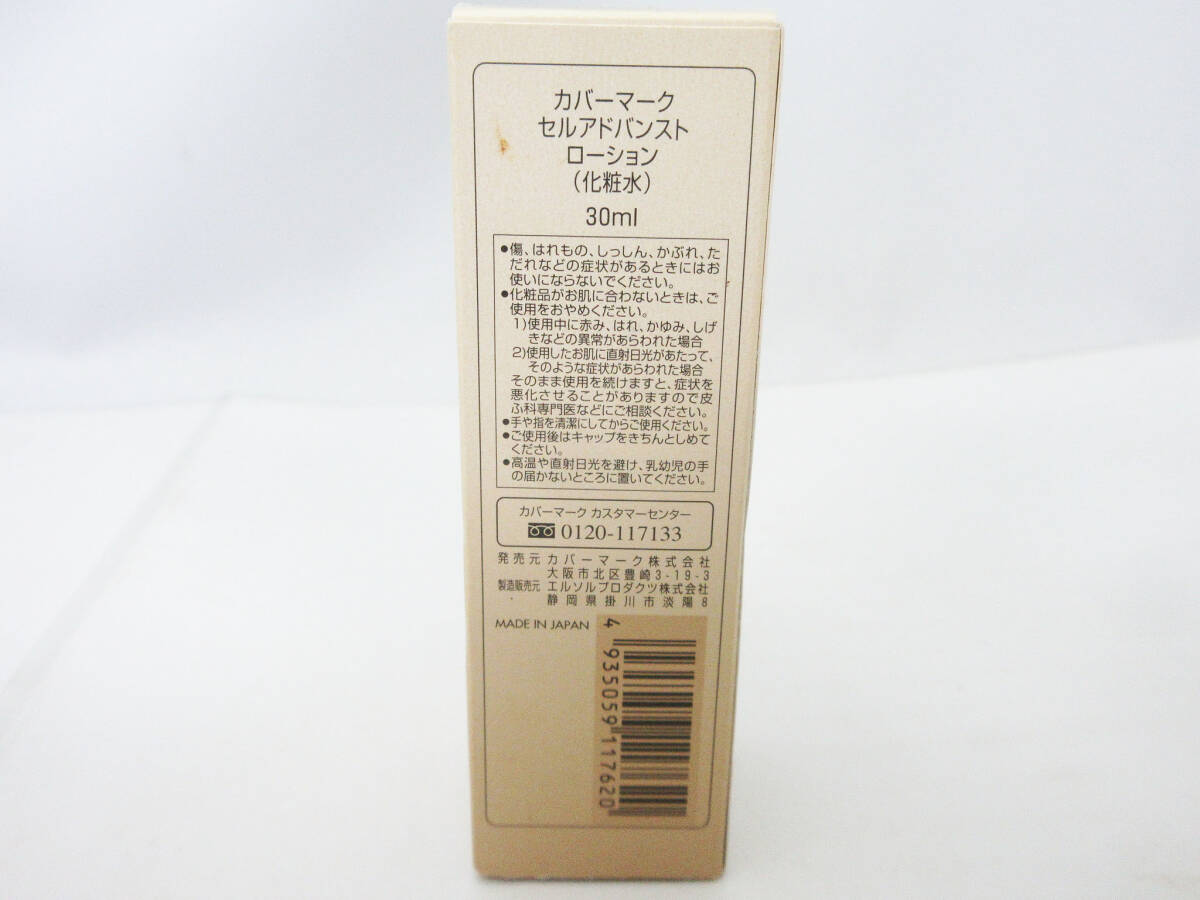 カバーマーク
セルアドバンスト
ローション
（化粧水）
30ml
●傷、はれもの、しっしん、かぶれ、た
だれなどの症状があるときにはお
使いにならないでください。
●化粧品がお肌に合わないときは、ご
使用をおやめください。
1)使用中に赤み、はれ、かゆみ、しげ
きなどの異常があらわれた場合
2)使用したお肌に直射日光があたって、
そのような症状があらわれた場合
そのまま使用を続けますと、症状を
悪化させることがありますので皮
ふ科専門医などにご相談ください。
●手や指を清潔にしてからご使用ください。
●ご使用後はキャップをきちんとしめて
ください。
●高温や直射日光を避け、乳幼児の手
の届かないところに置いてください。
カバーマーク カスタマーセンター
0120-117133
発売元 カバーマーク株式会社
大阪市北区豊崎3-19-3
製造販売元 エルソルプロダクツ株式会社
静岡県掛川市淡陽8
MADE IN JAPAN
4 935059 117620